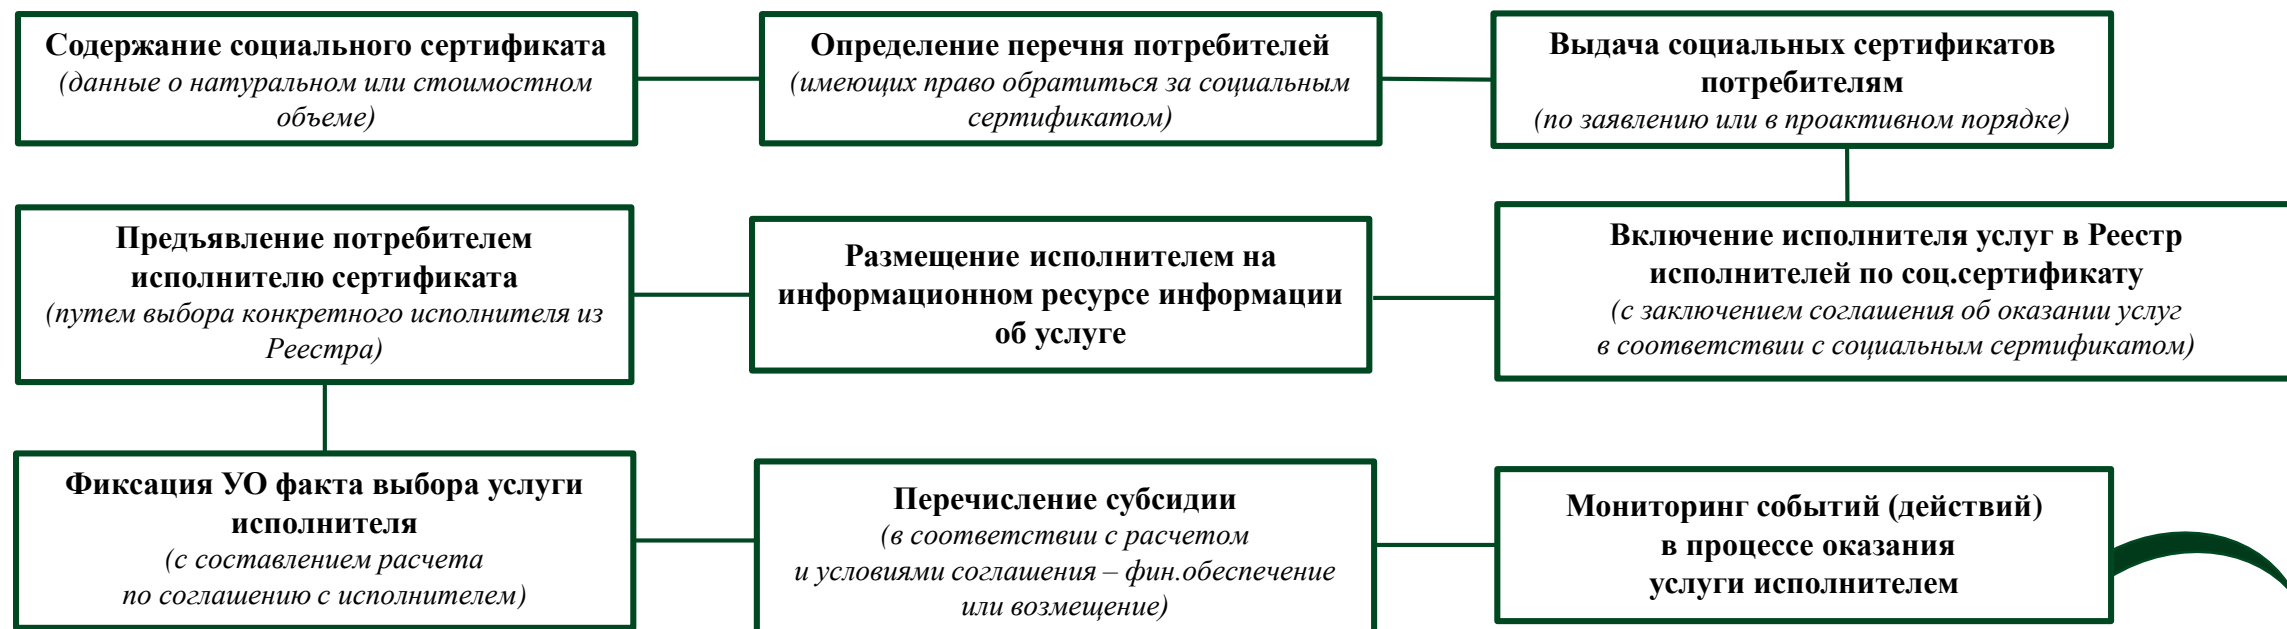 Содержание социального сертификата
(данные о натуральном или стоимостном
объеме)
Определение перечня потребителей
(имеющих право обратиться за социальным
сертификатом)
Выдача социальных сертификатов
потребителям
(по заявлению или в проактивном порядке)
Предъявление потребителем
исполнителю сертификата
(путем выбора конкретного исполнителя из
Реестра)
Размещение исполнителем на
информационном ресурсе информации
об услуге
Включение исполнителя услуг в Реестр
исполнителей по соц.сертификату
(с заключением соглашения об оказании услуг
в соответствии с социальным сертификатом)
Фиксация УО факта выбора услуги
исполнителя
(с составлением расчета
по соглашению с исполнителем)
Перечисление субсидии
(в соответствии с расчетом
и условиями соглашения – фин.обеспечение
или возмещение)
Мониторинг событий (действий)
в процессе оказания
услуги исполнителем